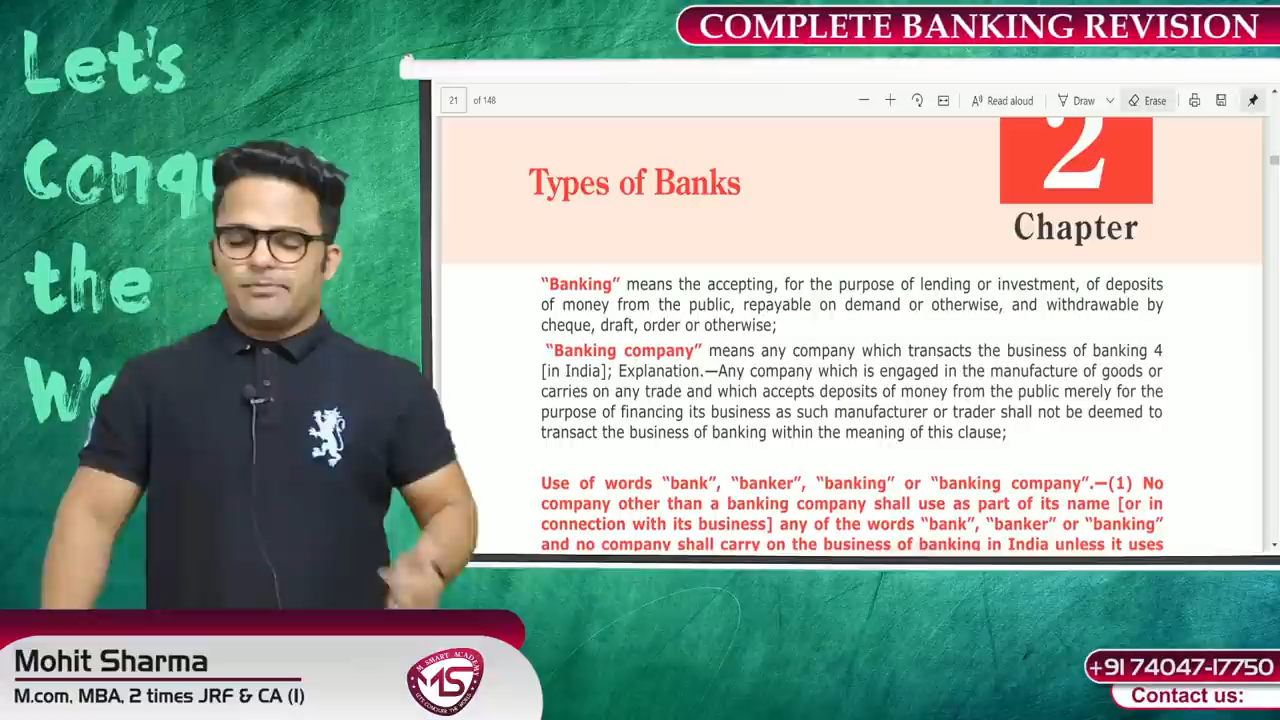 COMPLETE BANKING REVISION
Let's
Conqu
the
Wo
21 of 148
Read aloud
Draw
Erase
2
Types of Banks
Chapter
“Banking” means the accepting, for the purpose of lending or investment, of deposits
of money from the public, repayable on demand or otherwise, and withdrawable by
cheque, draft, order or otherwise;
“Banking company” means any company which transacts the business of banking 4
[in India]; Explanation.—Any company which is engaged in the manufacture of goods or
carries on any trade and which accepts deposits of money from the public merely for the
purpose of financing its business as such manufacturer or trader shall not be deemed to
transact the business of banking within the meaning of this clause;
Use of words “bank”, “banker”, “banking” or “banking company”.—(1) No
company other than a banking company shall use as part of its name [or in
connection with its business] any of the words “bank”, “banker” or “banking”
and no company shall carry on the business of banking in India unless it uses
Mohit Sharma
M.com, MBA, 2 times JRF & CA (I)
M SMART ACADEMY
MS
LETS CONQUER THE WORLD
+91 74047-17750
Contact us: